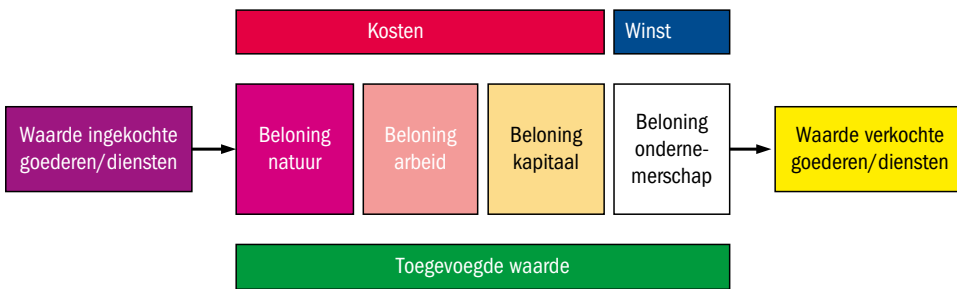 Kosten
Winst
Waarde ingekochte
goederen/diensten
Beloning
natuur
Beloning
arbeid
Beloning
kapitaal
Beloning
onderne-
merschap
Waarde verkochte
goederen/diensten
Toegevoegde waarde